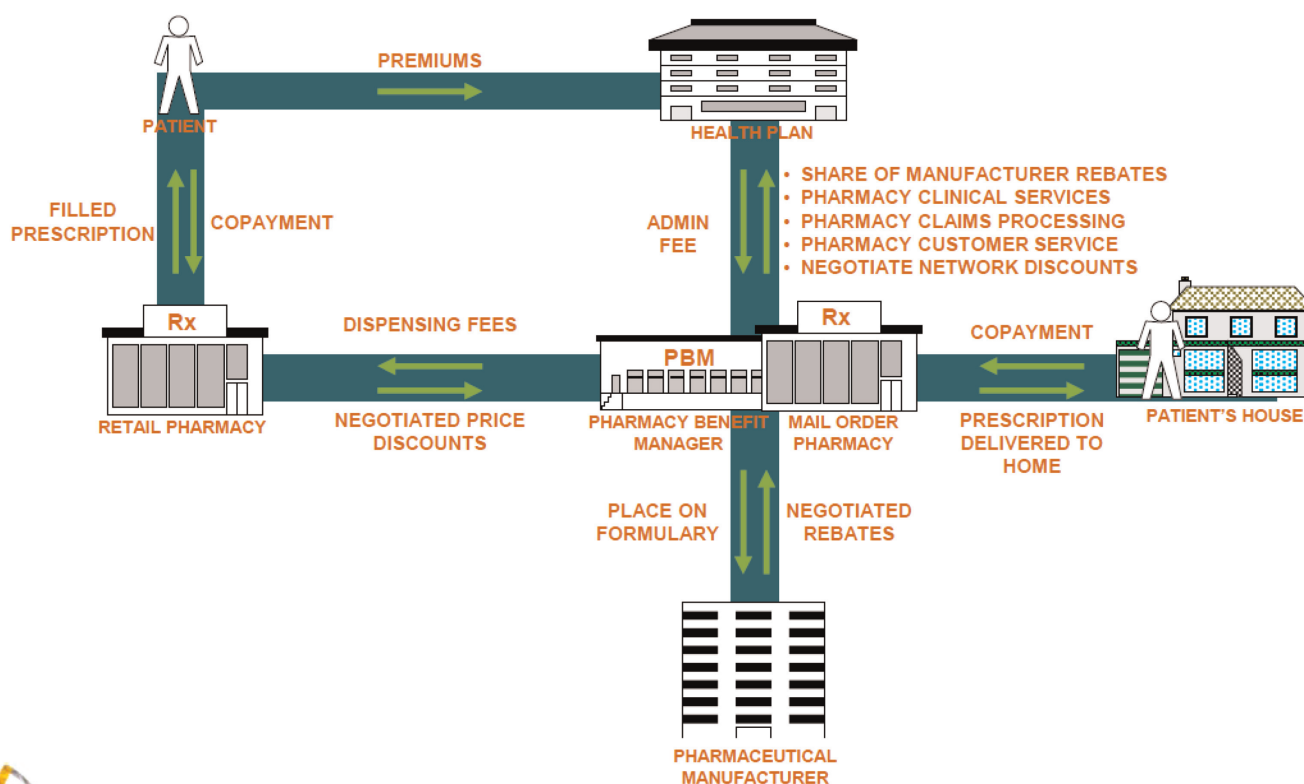 PREMIUMS
PATIENT
HEALTH PLAN
FILLED
PRESCRIPTION
COPAYMENT
ADMIN
FEE
• SHARE OF MANUFACTURER REBATES
• PHARMACY CLINICAL SERVICES
• PHARMACY CLAIMS PROCESSING
• PHARMACY CUSTOMER SERVICE
• NEGOTIATE NETWORK DISCOUNTS
Rx
RETAIL PHARMACY
DISPENSING FEES
NEGOTIATED PRICE
DISCOUNTS
PBM
PHARMACY BENEFIT
MANAGER
Rx
MAIL ORDER
PHARMACY
COPAYMENT
PRESCRIPTION
DELIVERED TO
HOME
PATIENT'S HOUSE
PLACE ON
FORMULARY
NEGOTIATED
REBATES
PHARMACEUTICAL
MANUFACTURER